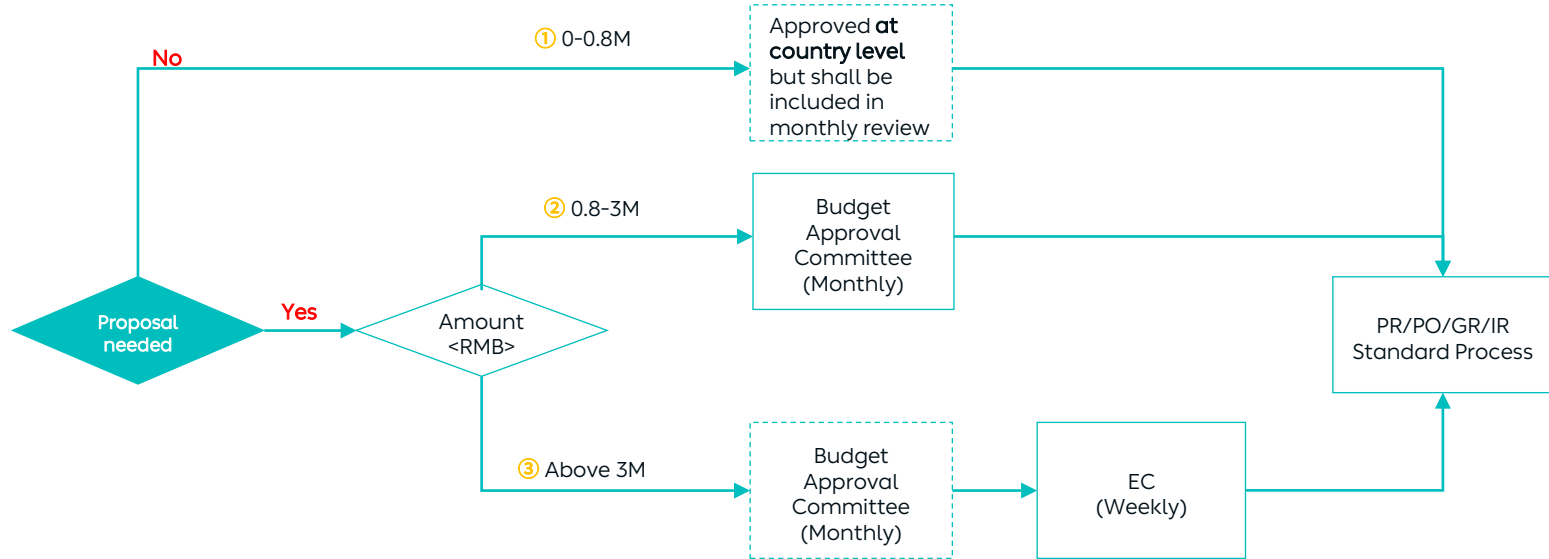 No
① 0-0.8M
Approved at
country level
but shall be
included in
monthly review
② 0.8-3M
Budget
Approval
Committee
(Monthly)
Proposal
needed
Yes
Amount
<RMB>
PR/PO/GR/IR
Standard Process
③ Above 3M
Budget
Approval
Committee
(Monthly)
EC
(Weekly)